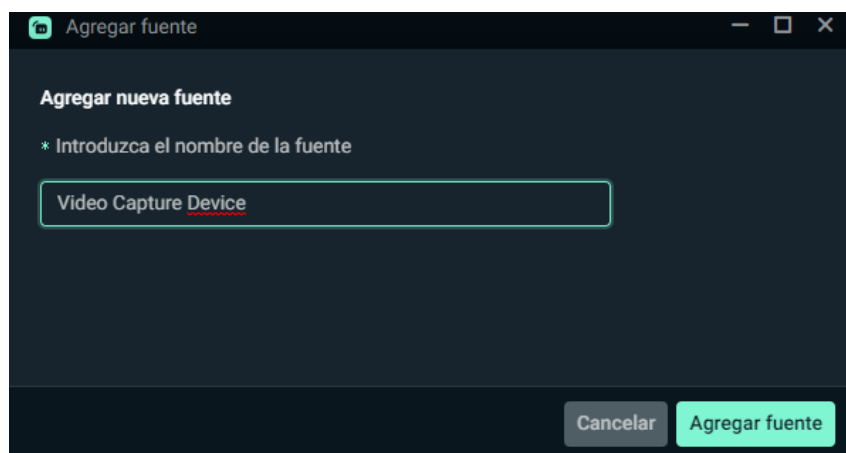 Agregar fuente
Agregar nueva fuente
* Introduzca el nombre de la fuente
Video Capture Device
Cancelar
Agregar fuente